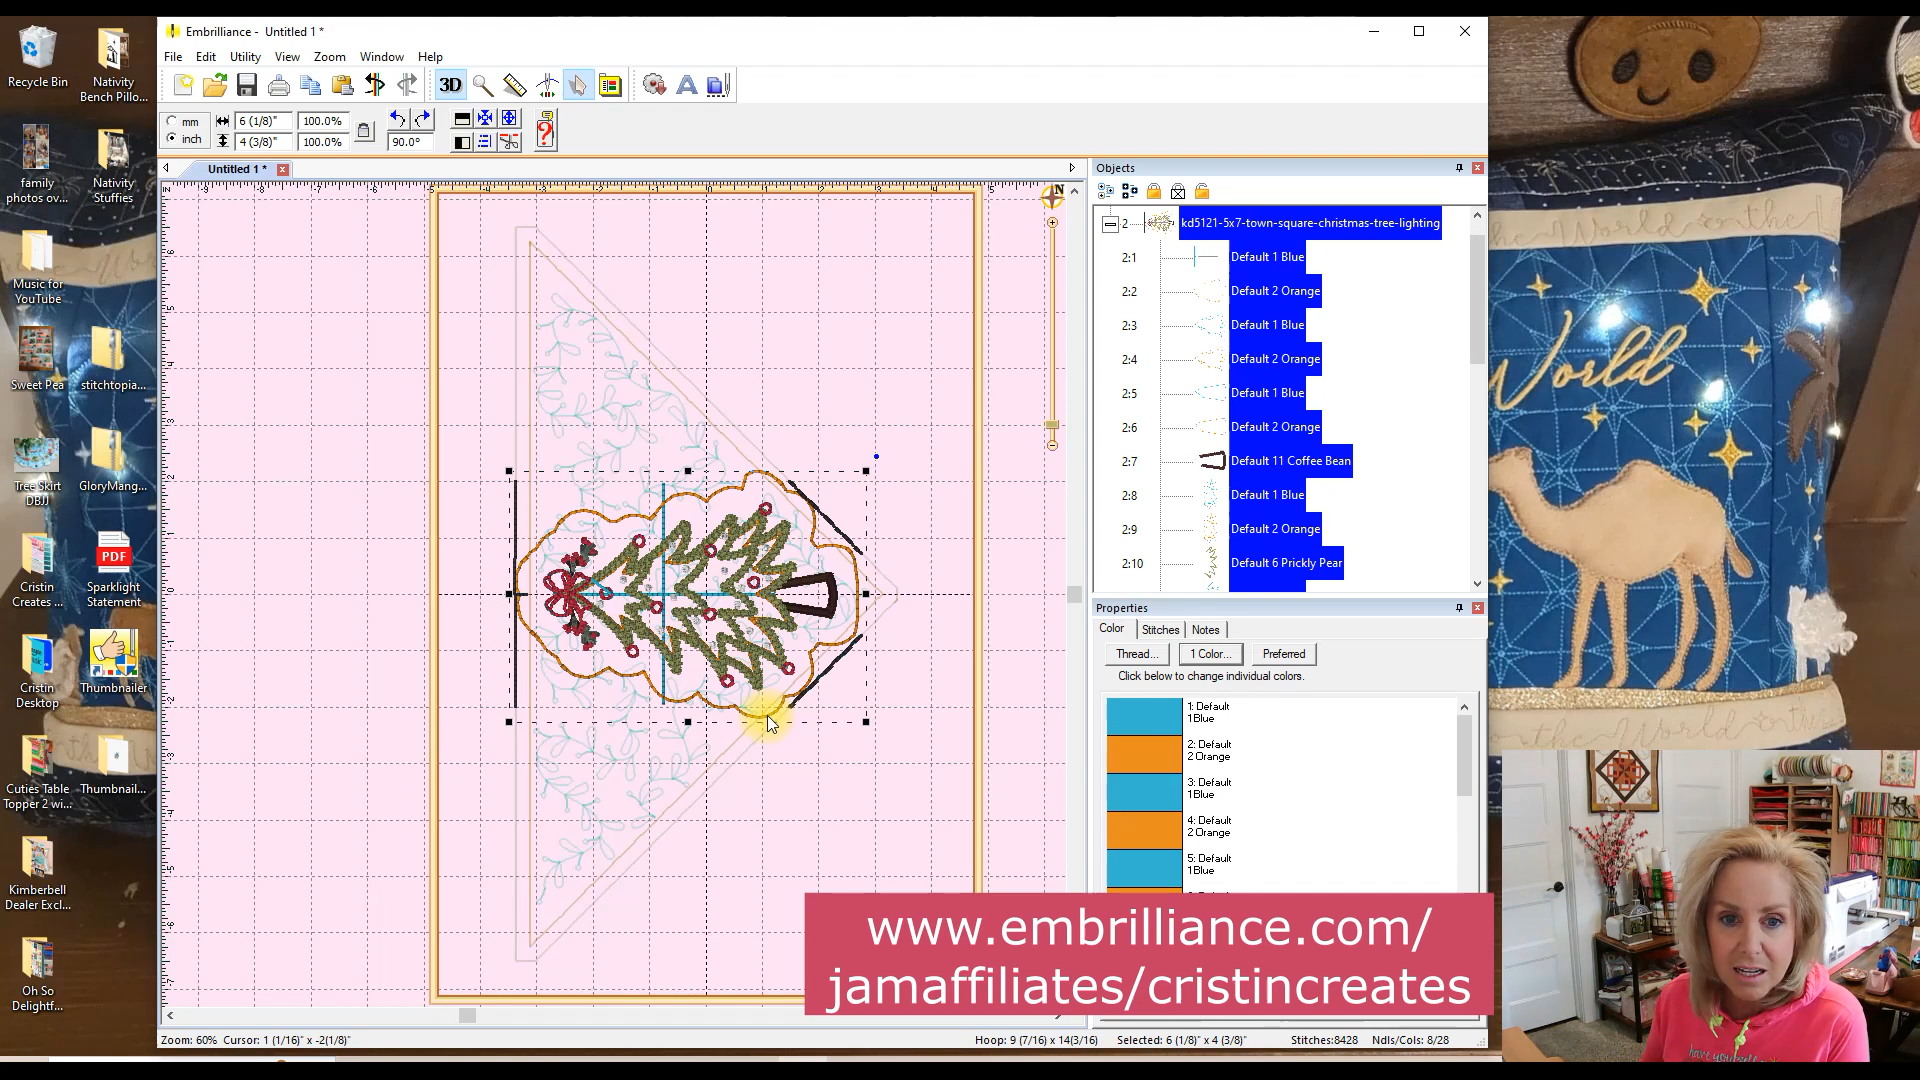 Embrilliance - Untitled 1 *
File Edit Utility View Zoom Window Help
3D
mm
inch
6 (1/8)" 100.0%
4 (3/8)" 100.0%
90.0°
Untitled 1 *
N
Objects
2 kd5121-5x7-town-square-christmas-tree-lighting
2:1 Default 1 Blue
2:2 Default 2 Orange
2:3 Default 1 Blue
2:4 Default 2 Orange
2:5 Default 1 Blue
2:6 Default 2 Orange
2:7 Default 11 Coffee Bean
2:8 Default 1 Blue
2:9 Default 2 Orange
2:10 Default 6 Prickly Pear
Properties
Color Stitches Notes
Thread... 1 Color... Preferred
Click below to change individual colors.
1: Default
1Blue
2: Default
2 Orange
3: Default
1Blue
4: Default
2 Orange
5: Default
1Blue
Zoom: 60% Cursor: 1 (1/16)" x -2(1/8)"
Hoop: 9 (7/16) x 14(3/16)
Selected: 6 (1/8)" x 4 (3/8)"
Stitches:8428
Ndls/Cols: 8/28
www.embrilliance.com/
jamaffiliates/cristincreates
Recycle Bin
Nativity
Bench Pillo...
family
photos ov...
Nativity
Stuffies
Music for
YouTube
Sweet Pea
stitchtopia...
Tree Skirt
DBJJ
GloryMang...
Cristin
Creates ...
PDF
Sparklight
Statement
Cristin
Desktop
Thumbnailer
Cuties Table
Topper 2 wi...
Thumbnail...
Kimberbell
Dealer Excl...
Oh So
Delightf...
World